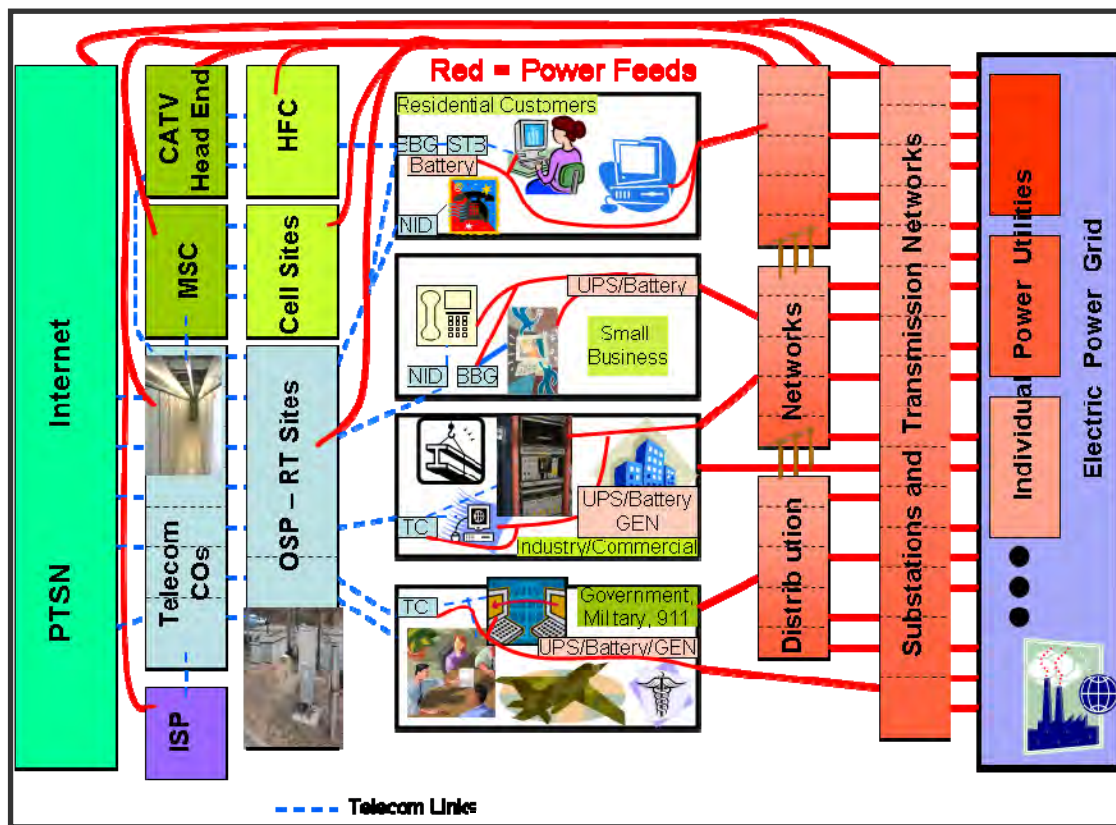 Red = Power Feeds
PTSN Internet
CATV
Head End
MSC
Telecom
COs
ISP
HFC
Cell Sites
OSP – RT Sites
Residential Customers
BBG STB
Battery
NID
UPS/Battery
Small
Business
NID BBG
UPS/Battery
GEN
TC
Industry/Commercial
TC
Government,
Military, 911
UPS/Battery/GEN
Distribution Networks
Substations and Transmission Networks
Individual Power Utilities
Electric Power Grid
Telecom Links